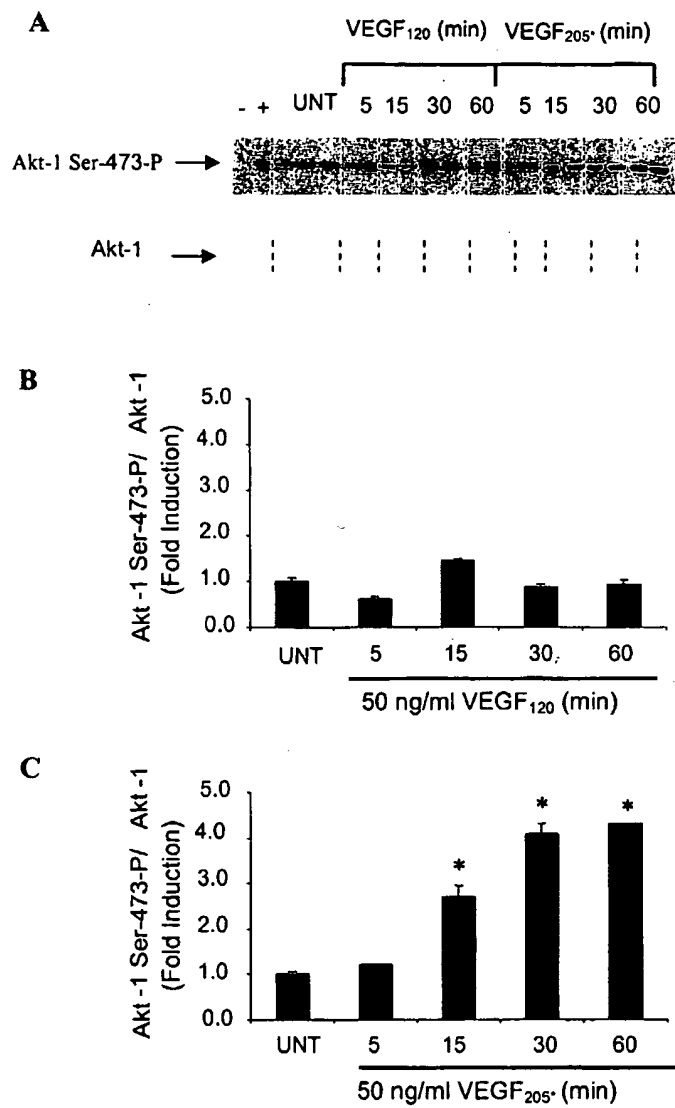 A
VEGF120 (min) VEGF205* (min)
- + UNT 5 15 30 60 5 15 30 60
Akt-1 Ser-473-P
Akt-1
B
Akt -1 Ser-473-P/ Akt -1
(Fold Induction)
5.0
4.0
3.0
2.0
1.0
0.0
UNT 5 15 30 60
50 ng/ml VEGF120 (min)
C
Akt -1 Ser-473-P/ Akt -1
(Fold Induction)
5.0
4.0
3.0
2.0
1.0
0.0
* * *
UNT 5 15 30 60
50 ng/ml VEGF205* (min)